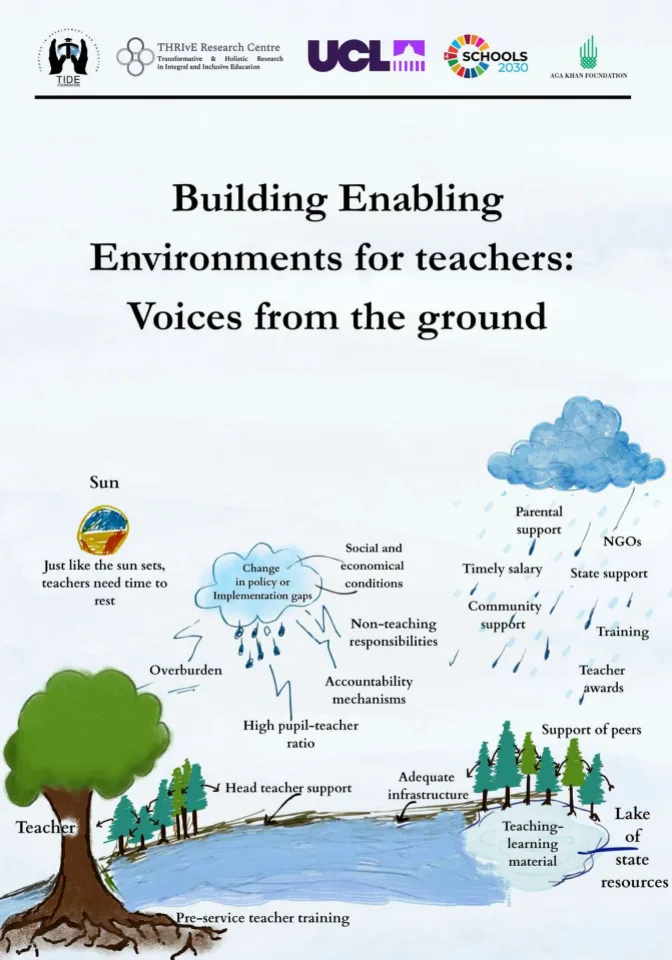 TIDE
FOUNDATION
THRIvE Research Centre
Transformative & Holistic Research
in Integral and Inclusive Education
UCL
SCHOOLS
2030
AGA KHAN FOUNDATION
Building Enabling
Environments for teachers:
Voices from the ground
Sun
Just like the sun sets,
teachers need time to
rest
Change
in policy or
Implementation gaps
Social and
economical
conditions
Non-teaching
responsibilities
Accountability
mechanisms
High pupil-teacher
ratio
Overburden
Parental
support
NGOs
Timely salary
State support
Community
support
Training
Teacher
awards
Support of peers
Teacher
Head teacher support
Adequate
infrastructure
Teaching-
learning
material
Lake
of
state
resources
Pre-service teacher training